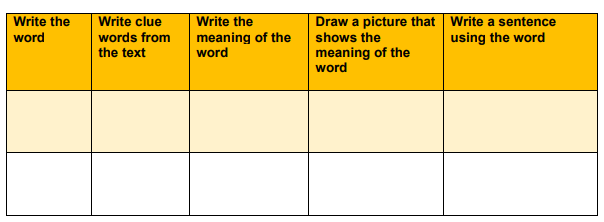 Write the
word
Write clue
words from
the text
Write the
meaning of the
word
Draw a picture that
shows the
meaning of the
word
Write a sentence
using the word